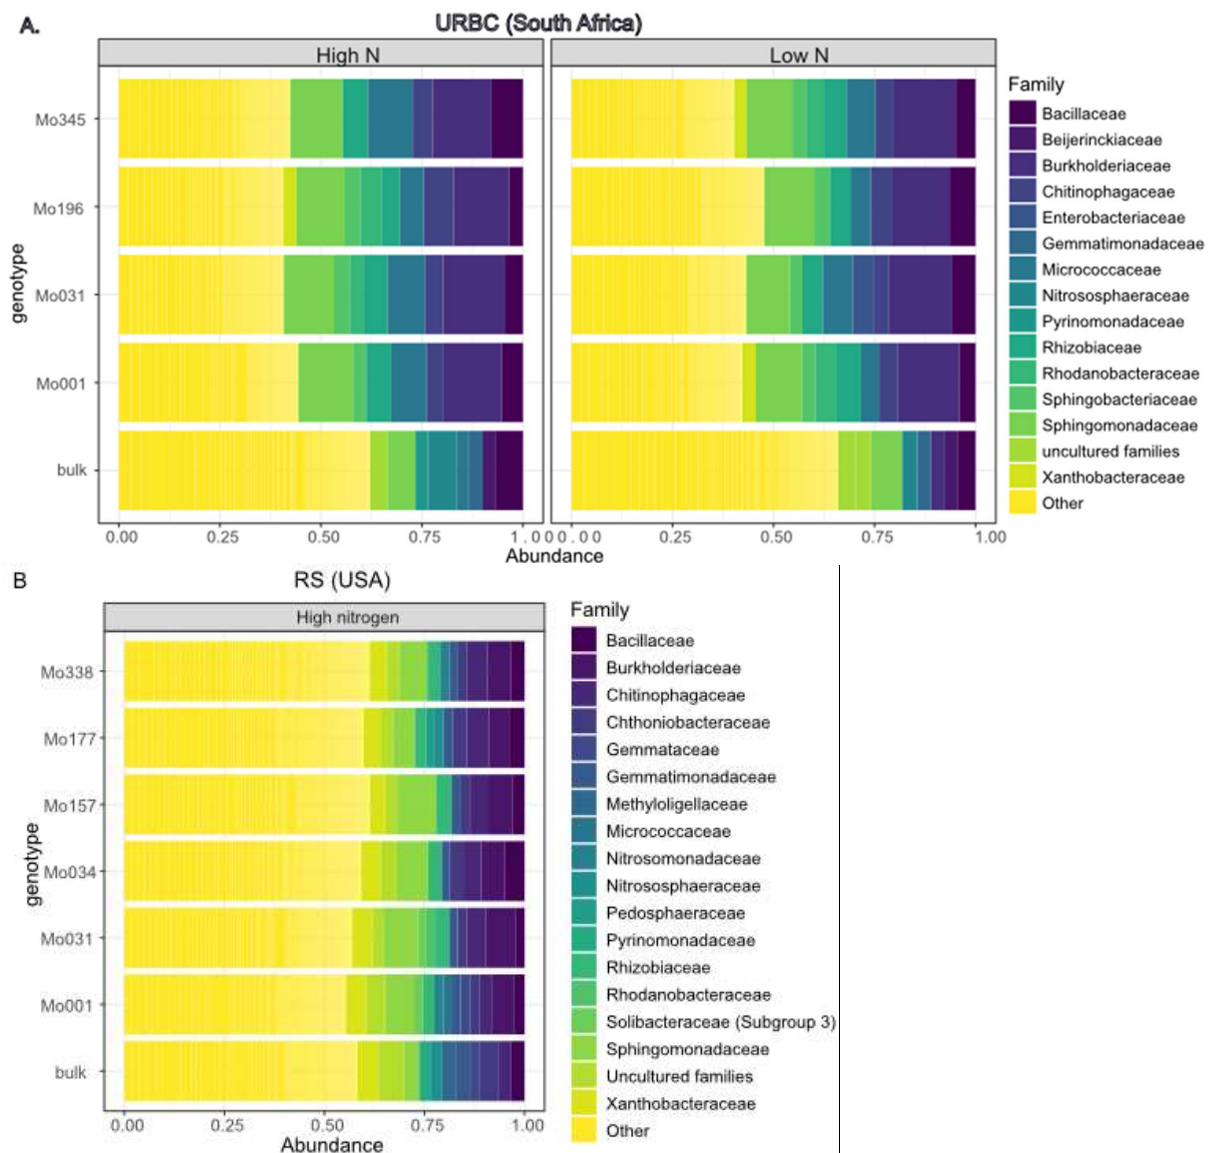 A.
URBC (South Africa)
High N
Low N
Mo345
Mo196
Mo031
Mo001
bulk
genotype
0.00 0.25 0.50 0.75 1.00 0.00 0.25 0.50 0.75 1.00
Abundance
Family
Bacillaceae
Beijerinckiaceae
Burkholderiaceae
Chitinophagaceae
Enterobacteriaceae
Gemmatimonadaceae
Micrococcaceae
Nitrososphaeraceae
Pyrinomonadaceae
Rhizobiaceae
Rhodanobacteraceae
Sphingobacteriaceae
Sphingomonadaceae
uncultured families
Xanthobacteraceae
Other
B
RS (USA)
High nitrogen
Mo338
Mo177
Mo157
Mo034
Mo031
Mo001
bulk
genotype
0.00 0.25 0.50 0.75 1.00
Abundance
Family
Bacillaceae
Burkholderiaceae
Chitinophagaceae
Chthoniobacteraceae
Gemmataceae
Gemmatimonadaceae
Methyloligellaceae
Micrococcaceae
Nitrosomonadaceae
Nitrososphaeraceae
Pedosphaeraceae
Pyrinomonadaceae
Rhizobiaceae
Rhodanobacteraceae
Solibacteraceae (Subgroup 3)
Sphingomonadaceae
Uncultured families
Xanthobacteraceae
Other